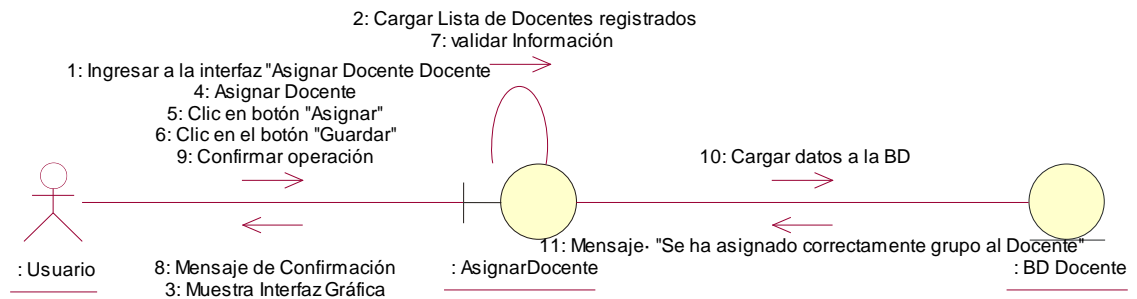 2: Cargar Lista de Docentes registrados
7: validar Información
1: Ingresar a la interfaz "Asignar Docente Docente
4: Asignar Docente
5: Clic en botón "Asignar"
6: Clic en el botón "Guardar"
9: Confirmar operación
10: Cargar datos a la BD
11: Mensaje· "Se ha asignado correctamente grupo al Docente"
: Usuario
8: Mensaje de Confirmación
3: Muestra Interfaz Gráfica
: AsignarDocente
: BD Docente